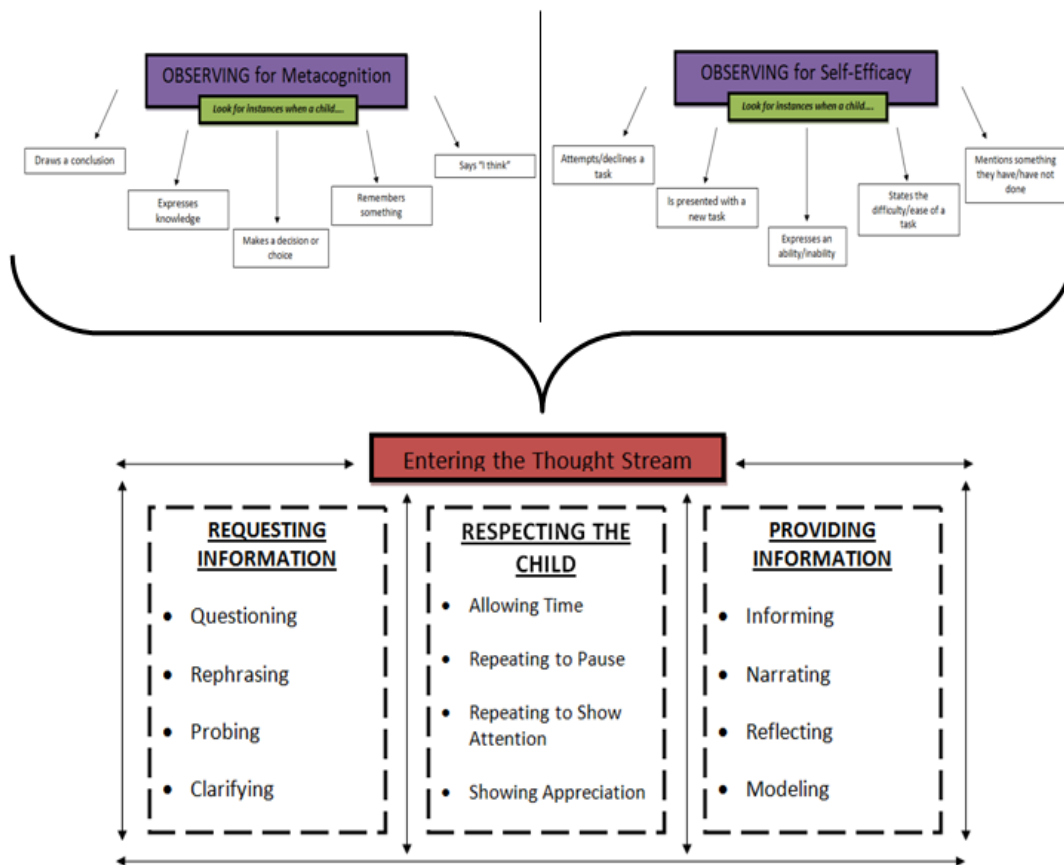 OBSERVING for Metacognition
Look for instances when a child....
Draws a conclusion
Expresses
knowledge
Makes a decision or
choice
Remembers
something
Says "I think"
OBSERVING for Self-Efficacy
Look for instances when a child....
Attempts/declines a
task
Is presented with a
new task
Expresses an
ability/inability
States the
difficulty/ease of a
task
Mentions something
they have/have not
done
Entering the Thought Stream
REQUESTING
INFORMATION
• Questioning
• Rephrasing
• Probing
• Clarifying
RESPECTING THE
CHILD
• Allowing Time
• Repeating to Pause
• Repeating to Show
Attention
• Showing Appreciation
PROVIDING
INFORMATION
• Informing
• Narrating
• Reflecting
• Modeling